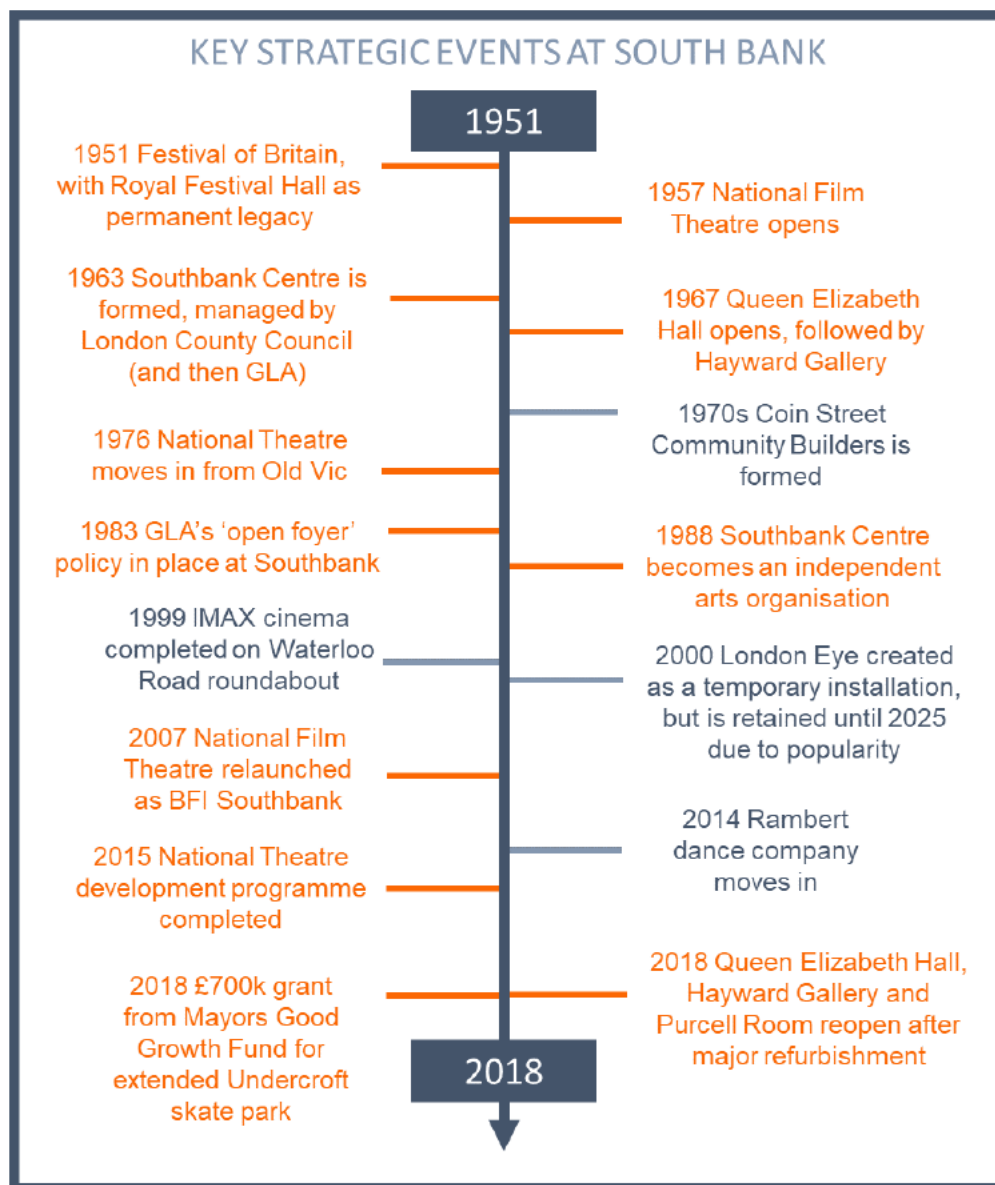 KEY STRATEGIC EVENTS AT SOUTH BANK
1951
1951 Festival of Britain,
with Royal Festival Hall as
permanent legacy
1957 National Film
Theatre opens
1963 Southbank Centre is
formed, managed by
London County Council
(and then GLA)
1967 Queen Elizabeth
Hall opens, followed by
Hayward Gallery
1970s Coin Street
Community Builders is
formed
1976 National Theatre
moves in from Old Vic
1983 GLA's ‘open foyer’
policy in place at Southbank
1988 Southbank Centre
becomes an independent
arts organisation
1999 IMAX cinema
completed on Waterloo
Road roundabout
2000 London Eye created
as a temporary installation,
but is retained until 2025
due to popularity
2007 National Film
Theatre relaunched
as BFI Southbank
2014 Rambert
dance company
moves in
2015 National Theatre
development programme
completed
2018 £700k grant
from Mayors Good
Growth Fund for
extended Undercroft
skate park
2018 Queen Elizabeth Hall,
Hayward Gallery and
Purcell Room reopen after
major refurbishment
2018